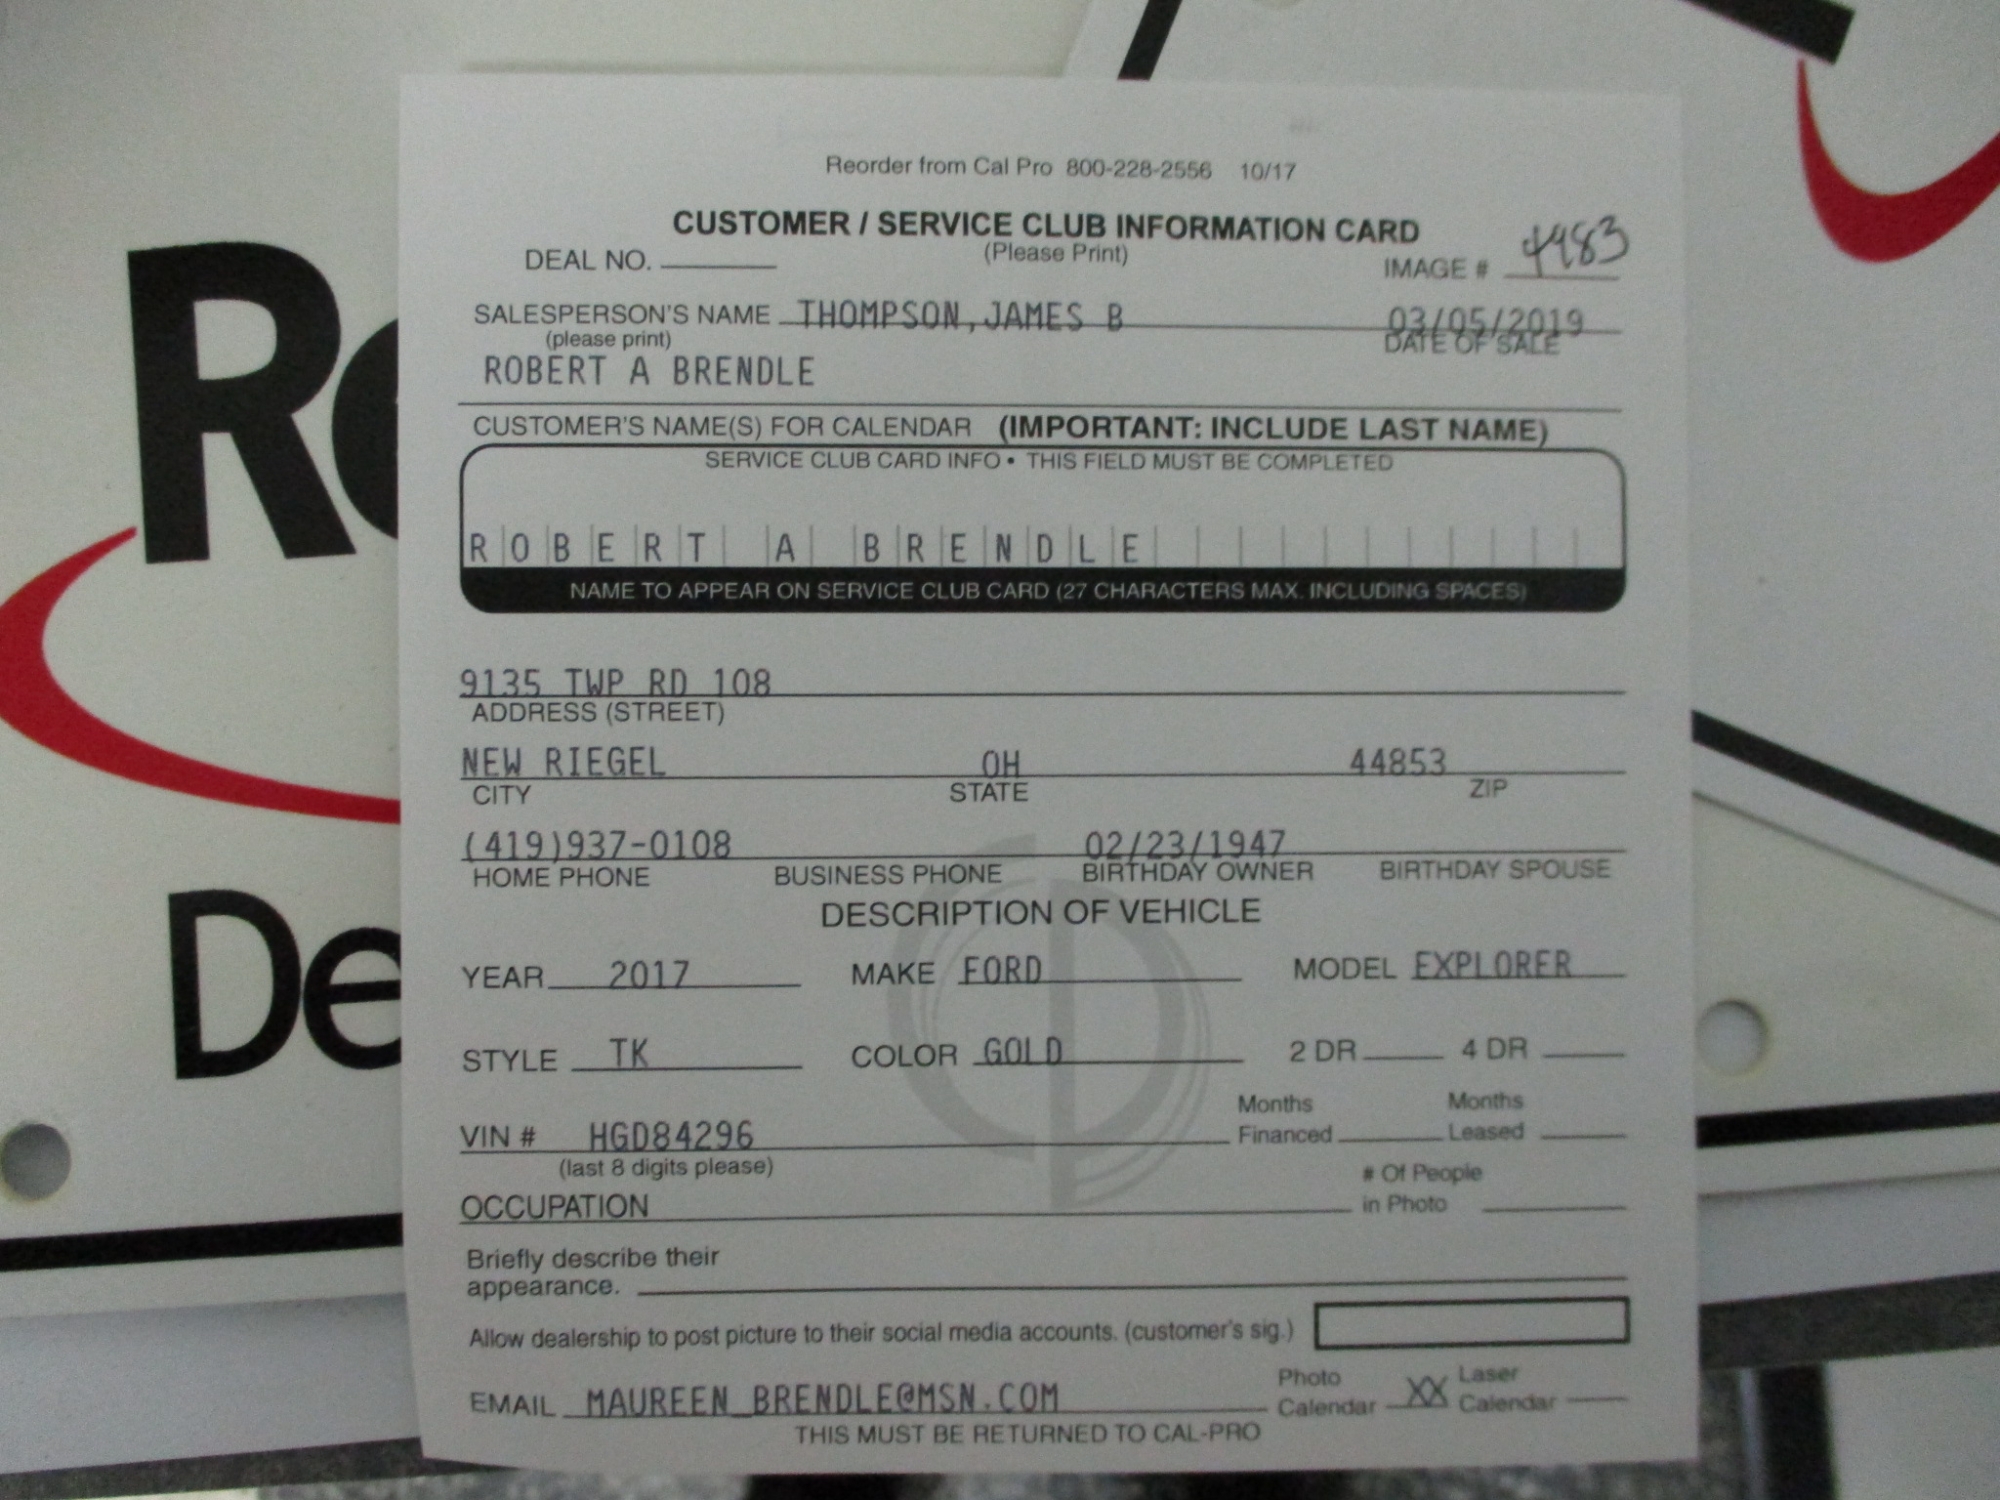 Reorder from Cal Pro 800-228-2556 10/17
CUSTOMER / SERVICE CLUB INFORMATION CARD
(Please Print)
DEAL NO.
IMAGE # 4983
SALESPERSON'S NAME THOMPSON,JAMES B 03/05/2019
(please print) DATE OF SALE
ROBERT A BRENDLE
CUSTOMER'S NAME(S) FOR CALENDAR (IMPORTANT: INCLUDE LAST NAME)
SERVICE CLUB CARD INFO • THIS FIELD MUST BE COMPLETED
ROBERT A BRENDLE
NAME TO APPEAR ON SERVICE CLUB CARD (27 CHARACTERS MAX. INCLUDING SPACES)
9135 TWP RD 108
ADDRESS (STREET)
NEW RIEGEL OH 44853
CITY STATE ZIP
(419)937-0108 02/23/1947
HOME PHONE BUSINESS PHONE BIRTHDAY OWNER BIRTHDAY SPOUSE
DESCRIPTION OF VEHICLE
YEAR 2017 MAKE FORD MODEL EXPLORER
STYLE TK COLOR GOLD 2 DR 4 DR
Months Months
VIN # HGD84296 Financed Leased
(last 8 digits please)
# Of People
OCCUPATION in Photo
Briefly describe their
appearance.
Allow dealership to post picture to their social media accounts. (customer's sig.)
Photo Laser
EMAIL MAUREEN_BRENDLE@MSN.COM Calendar XX Calendar
THIS MUST BE RETURNED TO CAL-PRO
Re
De